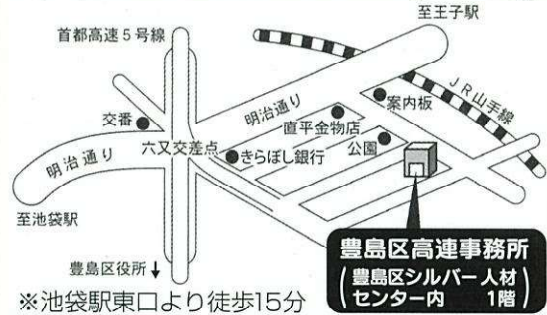 至王子駅
首都高速5号線
JR山手線
案内板
交番
明治通り
直平金物店
公園
六又交差点
きらぼし銀行
明治通り
至池袋駅
豊島区役所↓
豊島区高連事務所
(豊島区シルバー人材
センター内 1階)
※池袋駅東口より徒歩15分